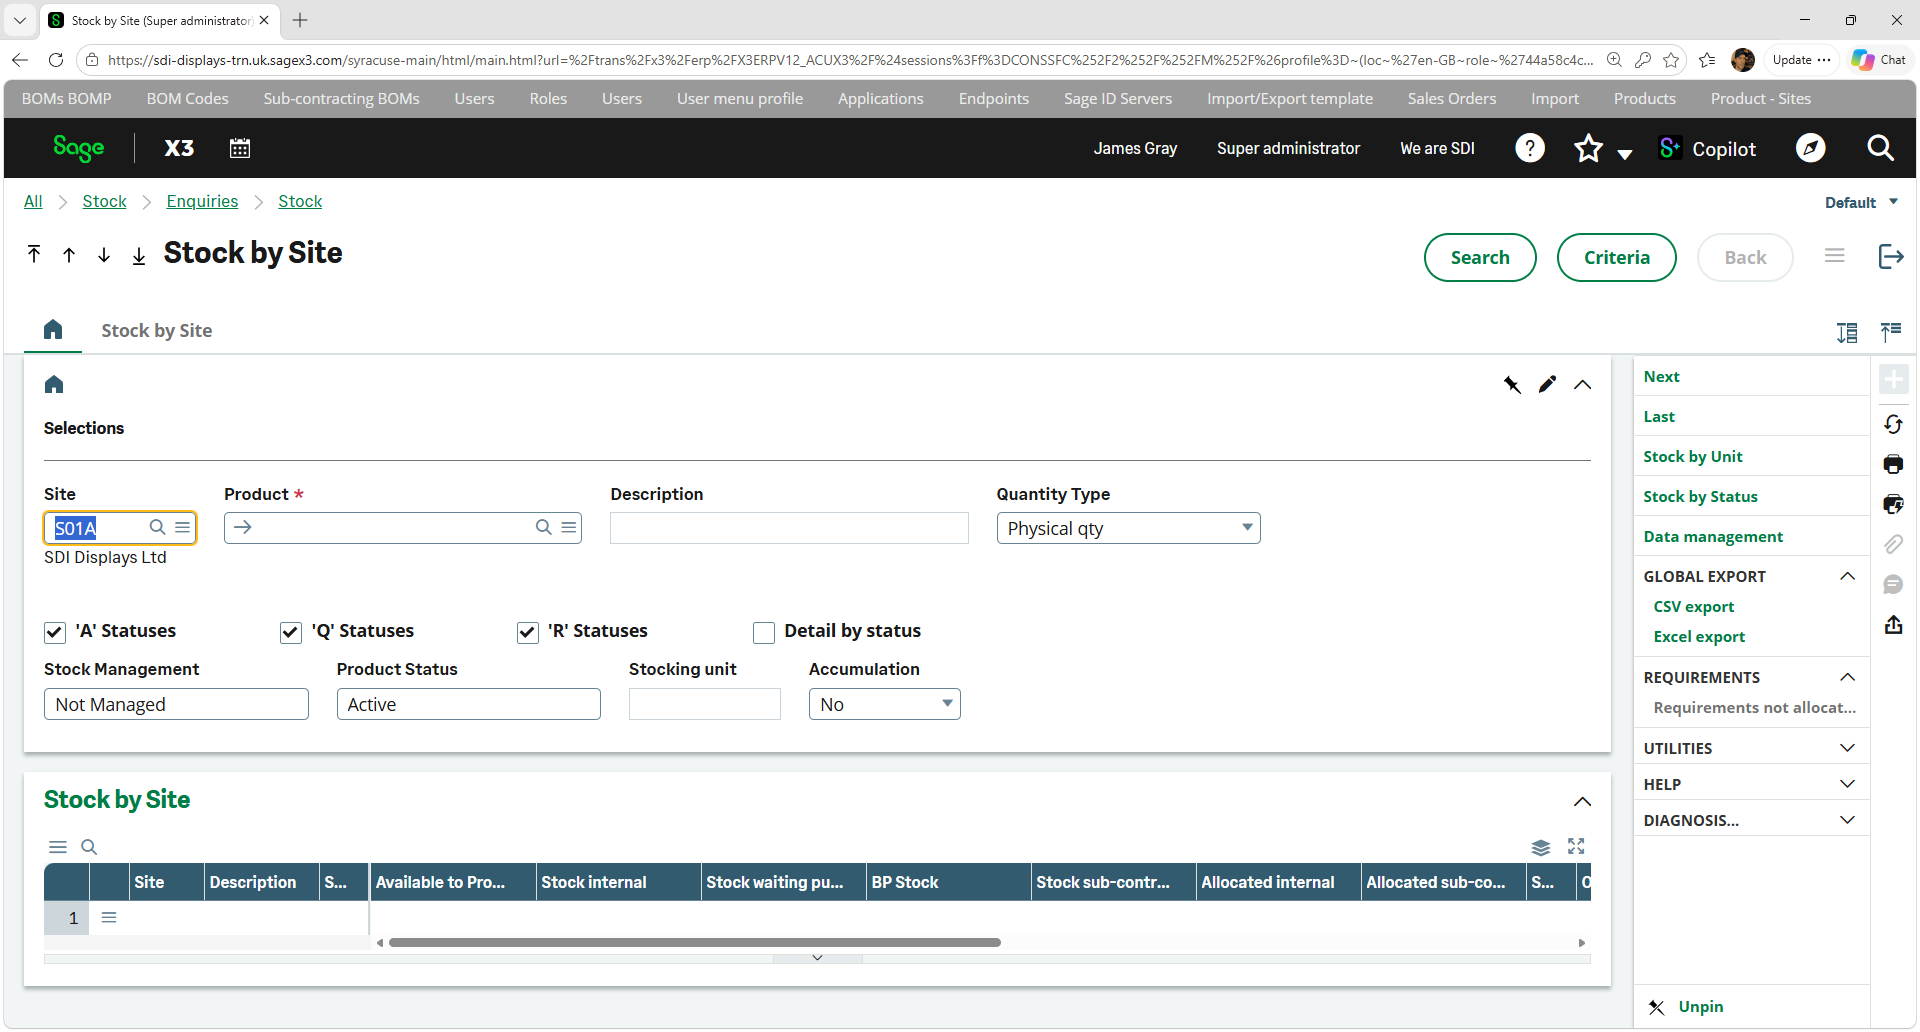 Stock by Site (Super administrator)
https://sdi-displays-trn.uk.sagex3.com/syracuse-main/html/main.html?url=%2Ftrans%2Fx3%2Ferp%2FX3ERPV12_ACUX3%2F%24sessions%3Ff%3DCONSSFC%252F2%252F%252FM%252F%26profile%3D~(loc~%27en-GB~role~%2744a58c4c...
Update
Chat
BOMs BOMP
BOM Codes
Sub-contracting BOMs
Users
Roles
Users
User menu profile
Applications
Endpoints
Sage ID Servers
Import/Export template
Sales Orders
Import
Products
Product - Sites
Sage
X3
James Gray
Super administrator
We are SDI
Copilot
All
Stock
Enquiries
Stock
Default
Stock by Site
Search
Criteria
Back
Stock by Site
Selections
Site
Product *
Description
Quantity Type
S01A
Physical qty
SDI Displays Ltd
'A' Statuses
'Q' Statuses
'R' Statuses
Detail by status
Stock Management
Product Status
Stocking unit
Accumulation
Not Managed
Active
No
Stock by Site
Site
Description
S...
Available to Pro...
Stock internal
Stock waiting pu...
BP Stock
Stock sub-contr...
Allocated internal
Allocated sub-co...
S...
1
Next
Last
Stock by Unit
Stock by Status
Data management
GLOBAL EXPORT
CSV export
Excel export
REQUIREMENTS
Requirements not allocat...
UTILITIES
HELP
DIAGNOSIS...
Unpin